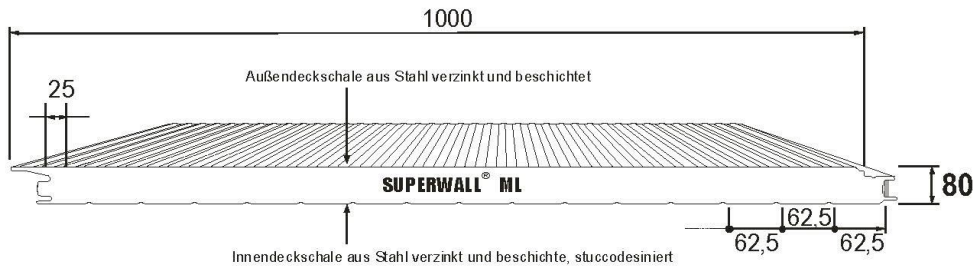 1000
Außendeckschale aus Stahl verzinkt und beschichtet
25
SUPERWALL® ML
80
62,5
62,5 62,5
Innendeckschale aus Stahl verzinkt und beschichte, stuccodesiniert